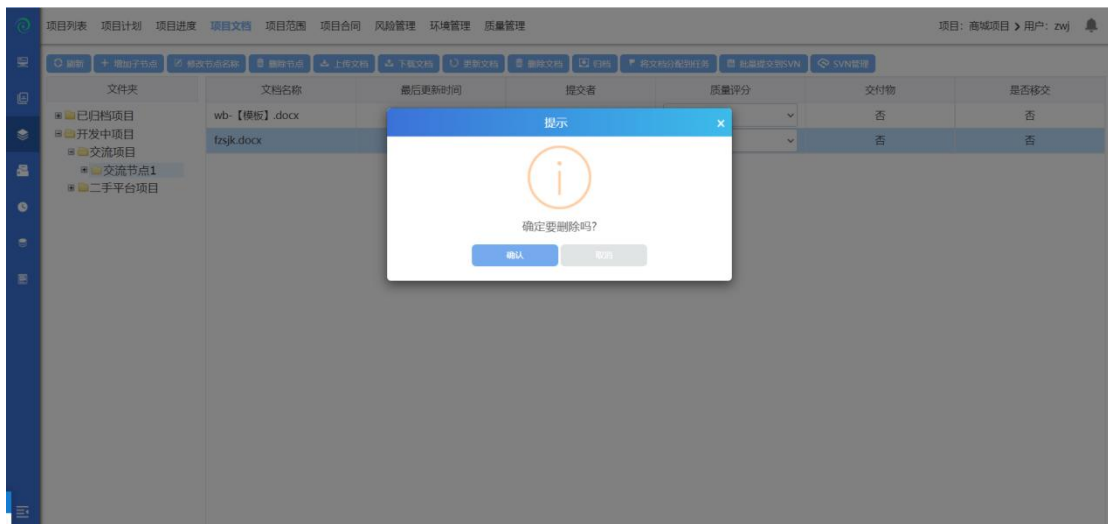 项目列表 项目计划 项目进度 项目文档 项目范围 项目合同 风险管理 环境管理 质量管理 项目：商城项目 ❯ 用户：zwj
刷新 增加子节点 修改节点名称 删除节点 上传文档 下载文档 更新文档 删除文档 归档 将文档分配到任务 批量提交到SVN SVN管理
文件夹 文档名称 最后更新时间 提交者 质量评分 交付物 是否移交
已归档项目 wb-【模板】.docx 否 否
开发中项目 fzsjk.docx 否 否
交流项目
交流节点1
二手平台项目
提示 ×
确定要删除吗?
确认 取消